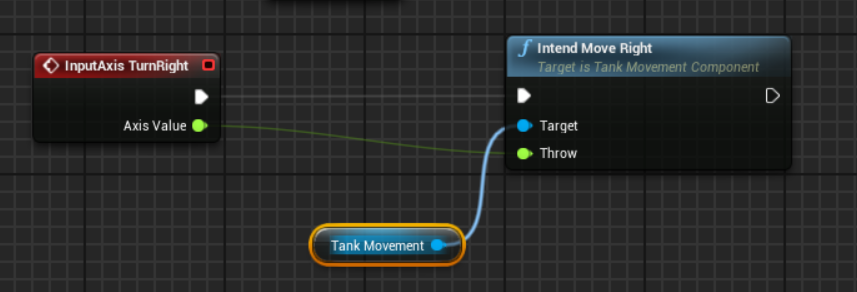 InputAxis TurnRight
Axis Value
Intend Move Right
Target is Tank Movement Component
Target
Throw
Tank Movement